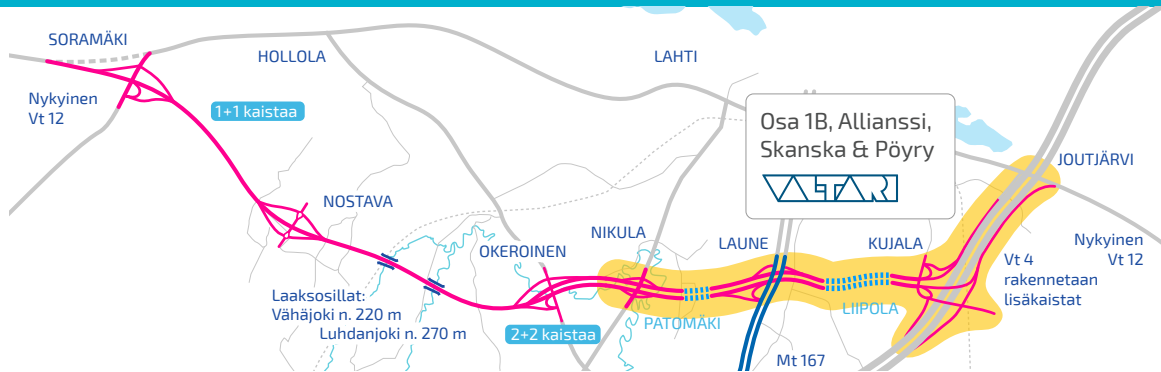 SORAMÄKI
HOLLOLA
LAHTI
Nykyinen
Vt 12
1+1 kaistaa
Osa 1B, Allianssi,
Skanska & Pöyry
VALTARI
JOUTJÄRVI
NOSTAVA
OKEROINEN
NIKULA
LAUNE
KUJALA
Nykyinen
Vt 12
Vt 4
rakennetaan
lisäkaistat
Laaksosillat:
Vähäjoki n. 220 m
Luhdanjoki n. 270 m
2+2 kaistaa
PATOMÄKI
LIIPOLA
Mt 167